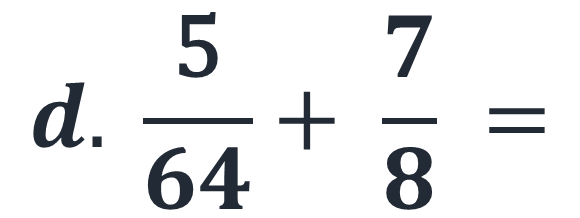 d. 5/64 + 7/8 =